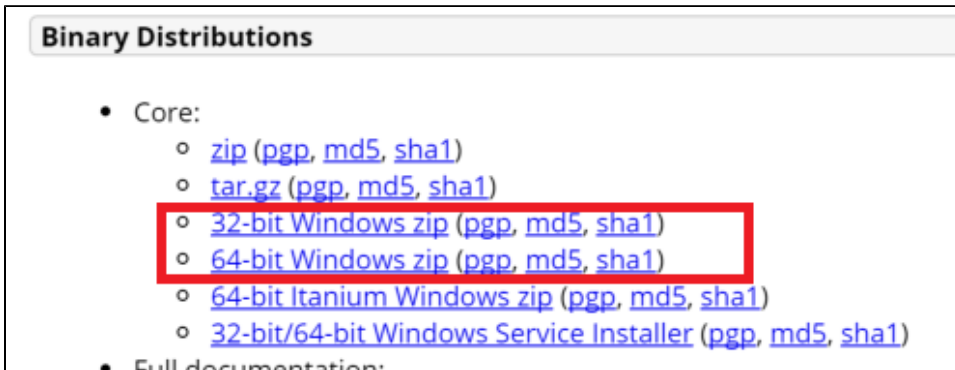 Binary Distributions
Core:
zip (pgp, md5, sha1)
tar.gz (pgp, md5, sha1)
32-bit Windows zip (pgp, md5, sha1)
64-bit Windows zip (pgp, md5, sha1)
64-bit Itanium Windows zip (pgp, md5, sha1)
32-bit/64-bit Windows Service Installer (pgp, md5, sha1)
Full documentation: